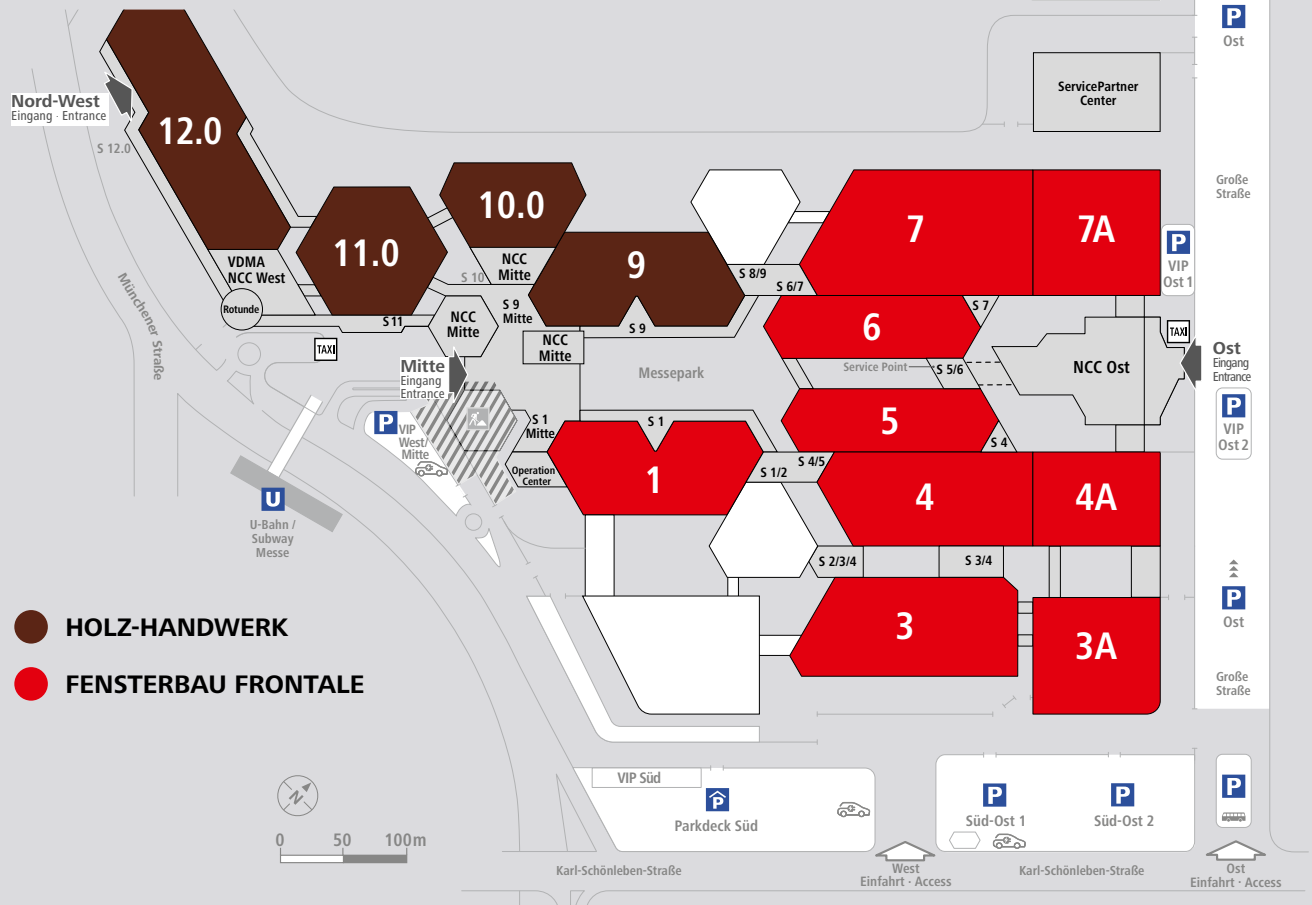 P
Ost
ServicePartner
Center
Nord-West
Eingang · Entrance
12.0
S 12.0
10.0
11.0
VDMA
NCC West
Rotunde
S 11
S 10
NCC
Mitte
NCC
Mitte
S 9
Mitte
NCC
Mitte
9
S 9
S 8/9
S 6/7
7
7A
Große
Straße
P
VIP
Ost 1
TAXI
6
S 7
Service Point
S 5/6
NCC Ost
Ost
Eingang
Entrance
P
VIP
Ost 2
Messepark
Münchener Straße
TAXI
Mitte
Eingang
Entrance
P
VIP
West/
Mitte
S 1
Mitte
Operation
Center
S 1
1
S 1/2
S 4/5
5
S 4
4
4A
S 2/3/4
S 3/4
3
3A
U
U-Bahn /
Subway
Messe
P
Ost
Große
Straße
HOLZ-HANDWERK
FENSTERBAU FRONTALE
N
0 50 100m
VIP Süd
P
Parkdeck Süd
P
Süd-Ost 1
P
Süd-Ost 2
P
Karl-Schönleben-Straße
West
Einfahrt · Access
Karl-Schönleben-Straße
Ost
Einfahrt · Access